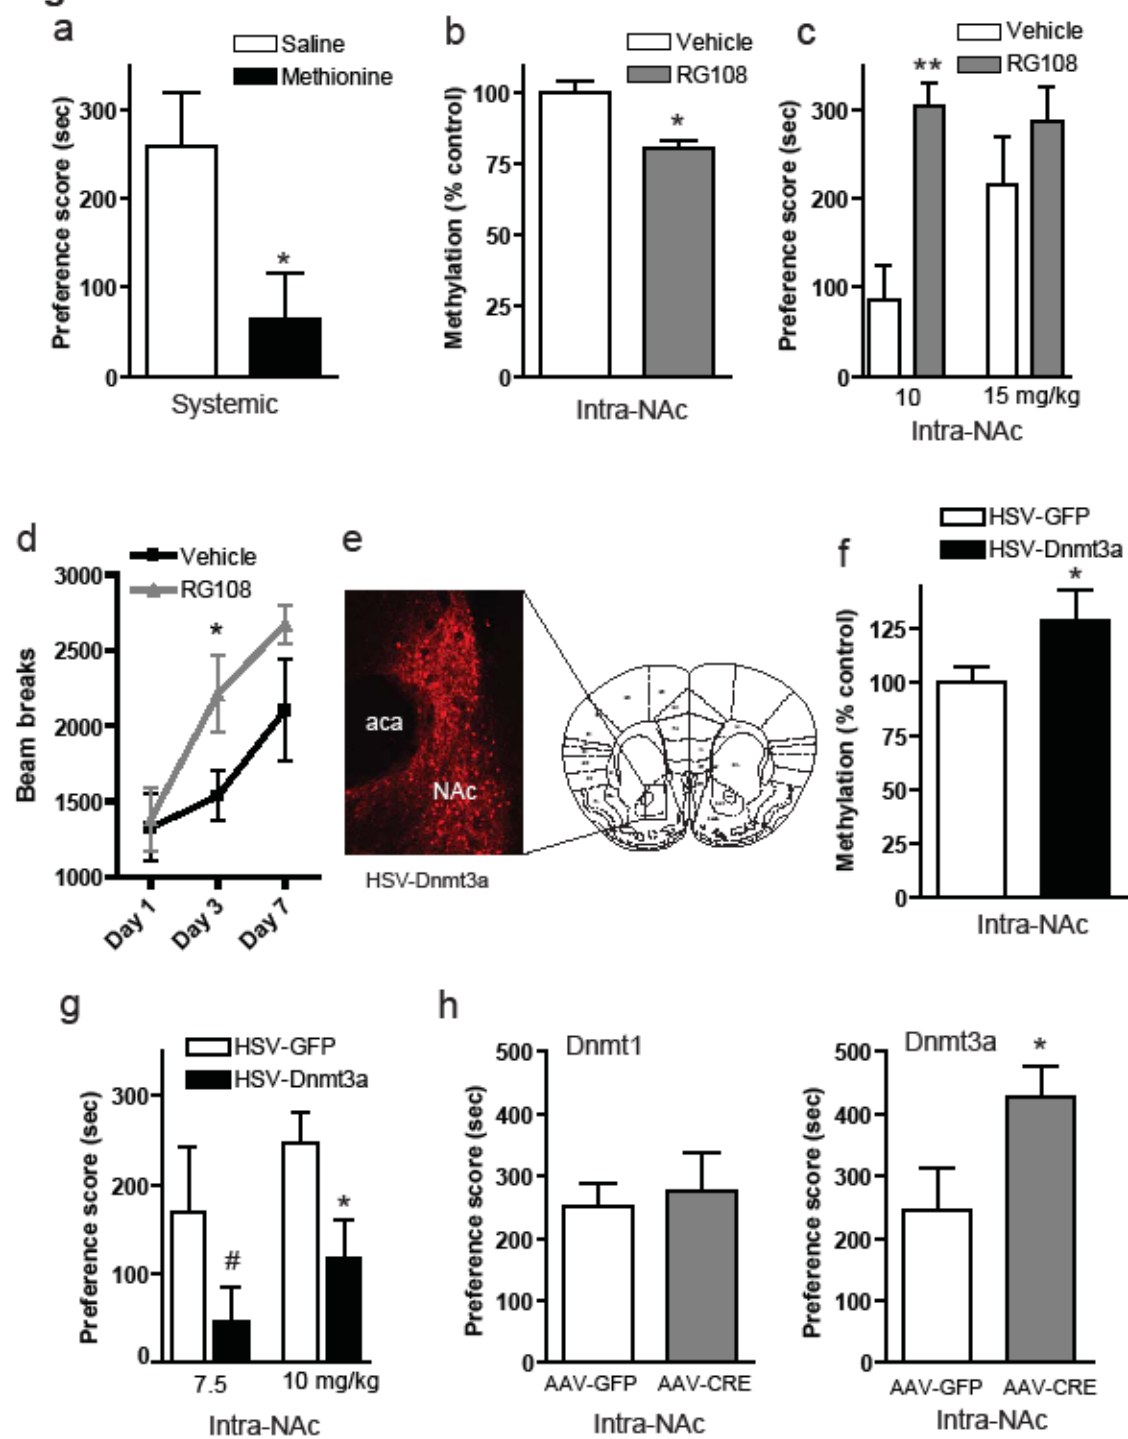 a
Saline
Methionine
Preference score (sec)
300
200
100
0
*
Systemic
b
Vehicle
RG108
Methylation (% control)
100
75
50
25
0
*
Intra-NAc
c
Vehicle
RG108
Preference score (sec)
300
200
100
0
**
10
15 mg/kg
Intra-NAc
d
Vehicle
RG108
Beam breaks
3000
2500
2000
1500
1000
*
Day 1
Day 3
Day 7
e
aca
NAc
HSV-Dnmt3a
f
HSV-GFP
HSV-Dnmt3a
Methylation (% control)
125
100
75
50
25
0
*
Intra-NAc
g
HSV-GFP
HSV-Dnmt3a
Preference score (sec)
300
200
100
0
#
*
7.5
10 mg/kg
Intra-NAc
h
Dnmt1
Preference score (sec)
500
400
300
200
100
0
AAV-GFP
AAV-CRE
Intra-NAc
Dnmt3a
Preference score (sec)
500
400
300
200
100
0
*
AAV-GFP
AAV-CRE
Intra-NAc